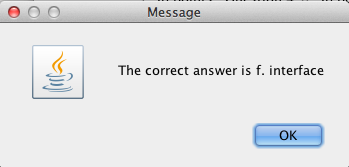 Message
The correct answer is f. interface
OK